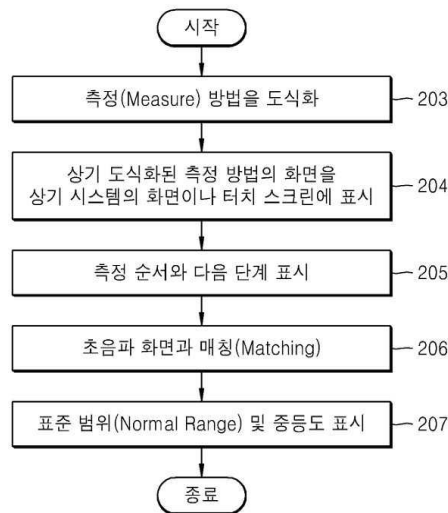 시작
측정(Measure) 방법을 도식화
203
상기 도식화된 측정 방법의 화면을
상기 시스템의 화면이나 터치 스크린에 표시
204
측정 순서와 다음 단계 표시
205
초음파 화면과 매칭(Matching)
206
표준 범위(Normal Range) 및 중등도 표시
207
종료